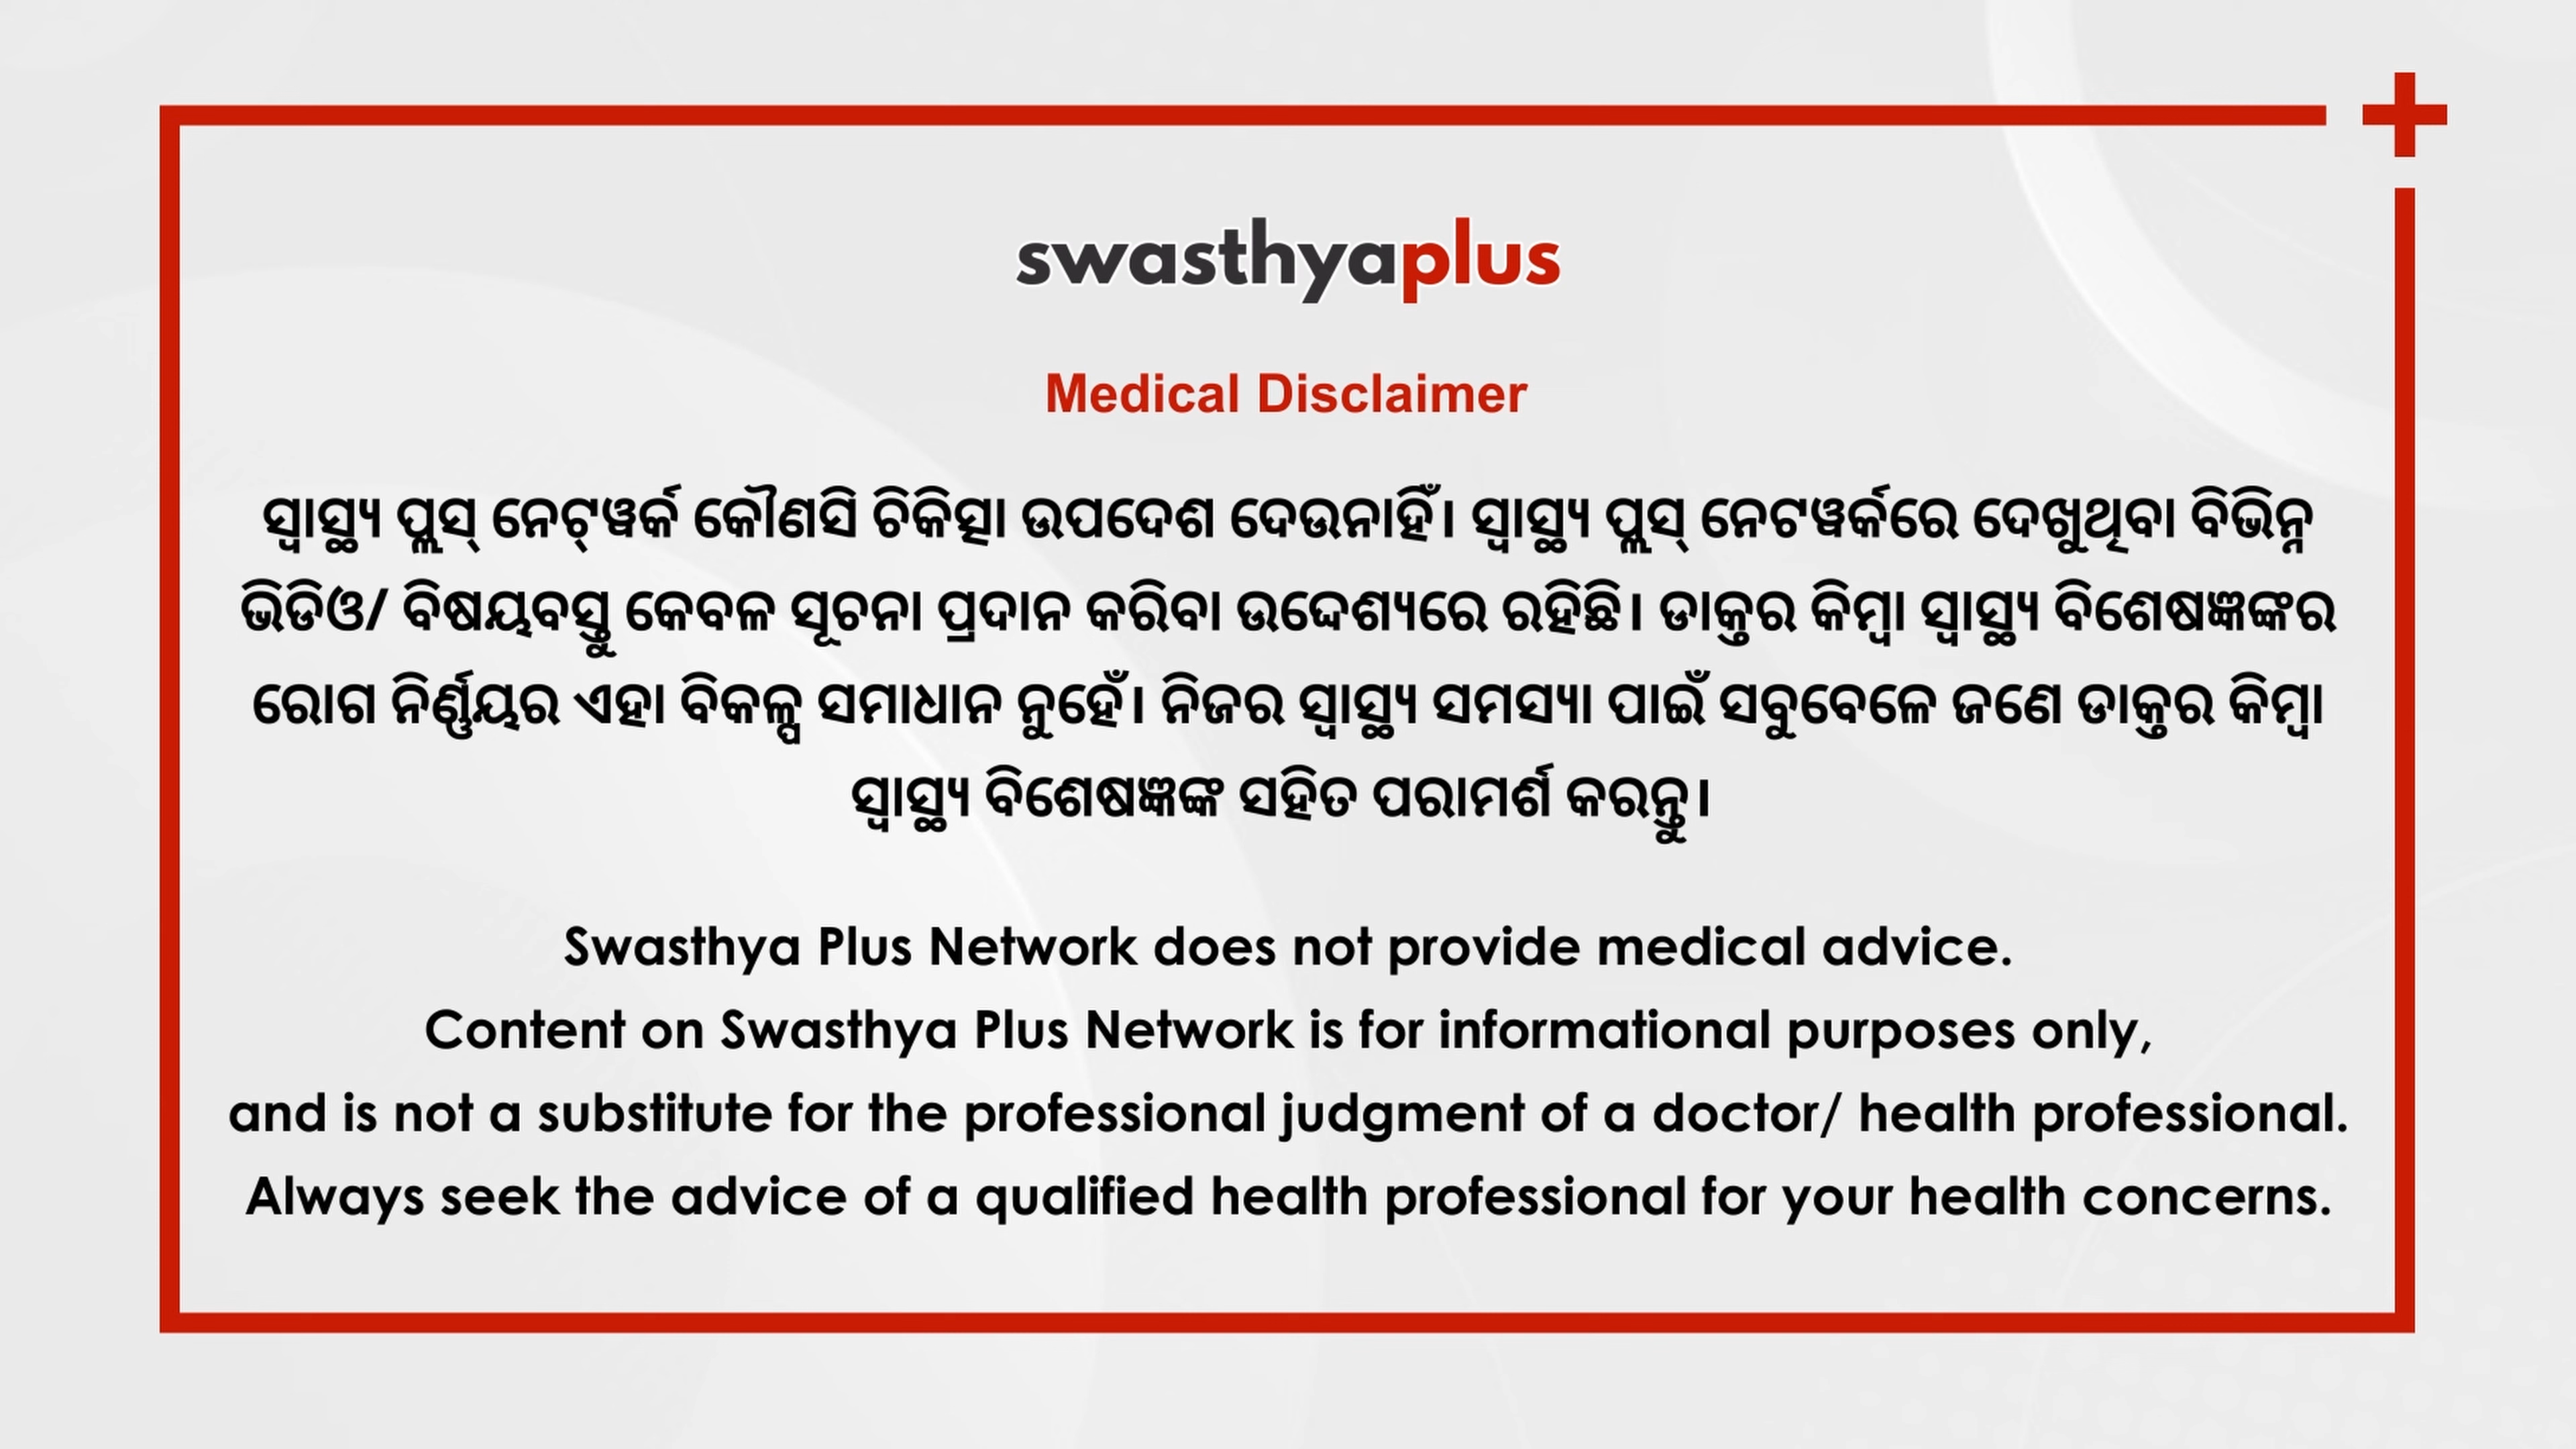 swasthyaplus
Medical Disclaimer
ସ୍ୱାସ୍ଥ୍ୟ ପ୍ଲସ୍ ନେଟ୍‌ୱର୍କ କୌଣସି ଚିକିତ୍ସା ଉପଦେଶ ଦେଉନାହିଁ। ସ୍ୱାସ୍ଥ୍ୟ ପ୍ଲସ୍ ନେଟୱର୍କରେ ଦେଖୁଥିବା ବିଭିନ୍ନ
ଭିଡିଓ/ ବିଷୟବସ୍ତୁ କେବଳ ସୂଚନା ପ୍ରଦାନ କରିବା ଉଦ୍ଦେଶ୍ୟରେ ରହିଛି। ଡାକ୍ତର କିମ୍ବା ସ୍ୱାସ୍ଥ୍ୟ ବିଶେଷଜ୍ଞଙ୍କର
ରୋଗ ନିର୍ଣ୍ଣୟର ଏହା ବିକଳ୍ପ ସମାଧାନ ନୁହେଁ। ନିଜର ସ୍ୱାସ୍ଥ୍ୟ ସମସ୍ୟା ପାଇଁ ସବୁବେଳେ ଜଣେ ଡାକ୍ତର କିମ୍ବା
ସ୍ୱାସ୍ଥ୍ୟ ବିଶେଷଜ୍ଞଙ୍କ ସହିତ ପରାମର୍ଶ କରନ୍ତୁ।
Swasthya Plus Network does not provide medical advice.
Content on Swasthya Plus Network is for informational purposes only,
and is not a substitute for the professional judgment of a doctor/ health professional.
Always seek the advice of a qualified health professional for your health concerns.